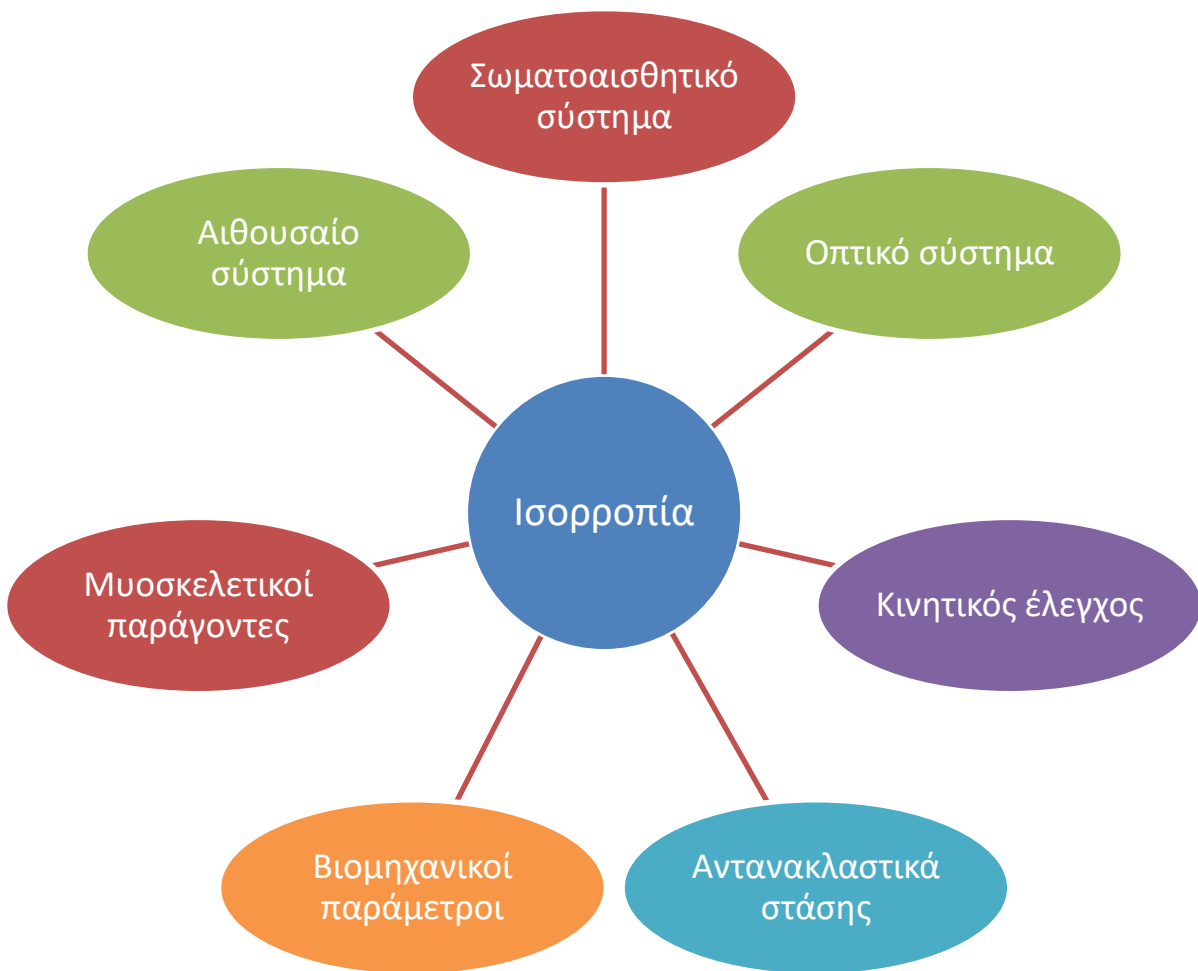 Σωματοαισθητικό
σύστημα
Αιθουσαίο
σύστημα
Οπτικό σύστημα
Ισορροπία
Μυοσκελετικοί
παράγοντες
Κινητικός έλεγχος
Βιομηχανικοί
παράμετροι
Αντανακλαστικά
στάσης